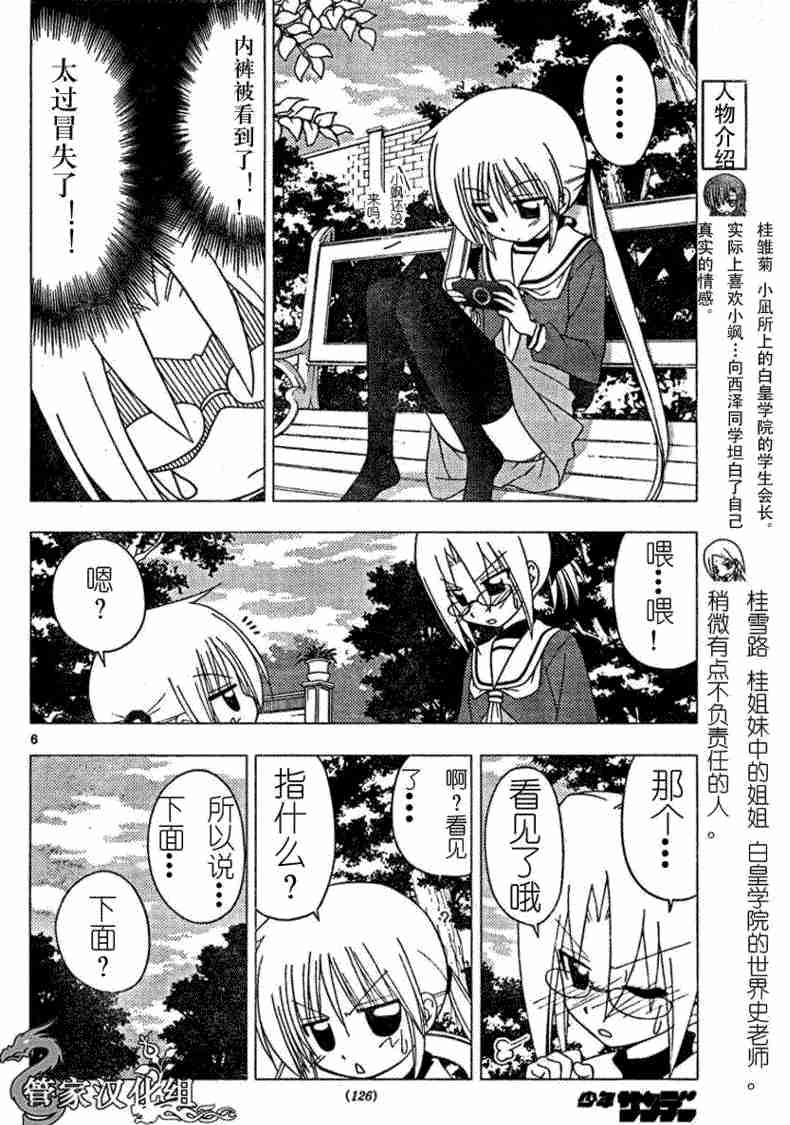 人物介绍
桂雏菊 小凪所上的白皇学院的学生会长。
实际上喜欢小飒…向西泽同学坦白了自己
真实的情感。
桂雪路 桂姐妹中的姐姐 白皇学院的世界史老师。
稍微有点不负责任的人。
……
小飒还没
来吗…
内裤被看到了!!
太过冒失了!!
喂……喂!
嗯?
6
那个…
看见了哦
啊?看见
了…
指什么?
所以说…
下面…
下面?
管家汉化组
(126)
少年サンデー